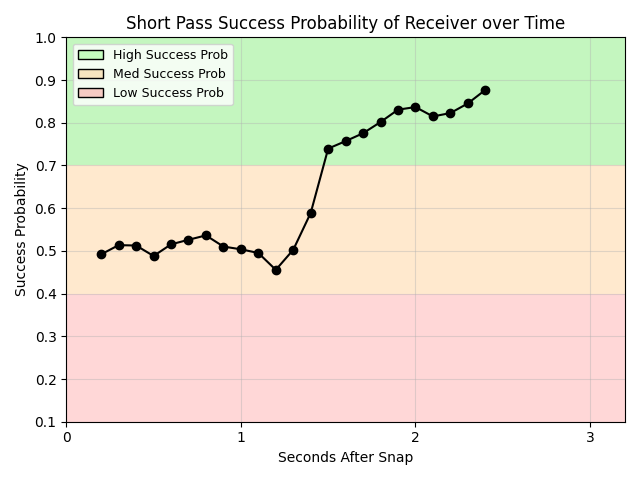 Short Pass Success Probability of Receiver over Time
High Success Prob
Med Success Prob
Low Success Prob
Success Probability
1.0
0.9
0.8
0.7
0.6
0.5
0.4
0.3
0.2
0.1
0 1 2 3
Seconds After Snap